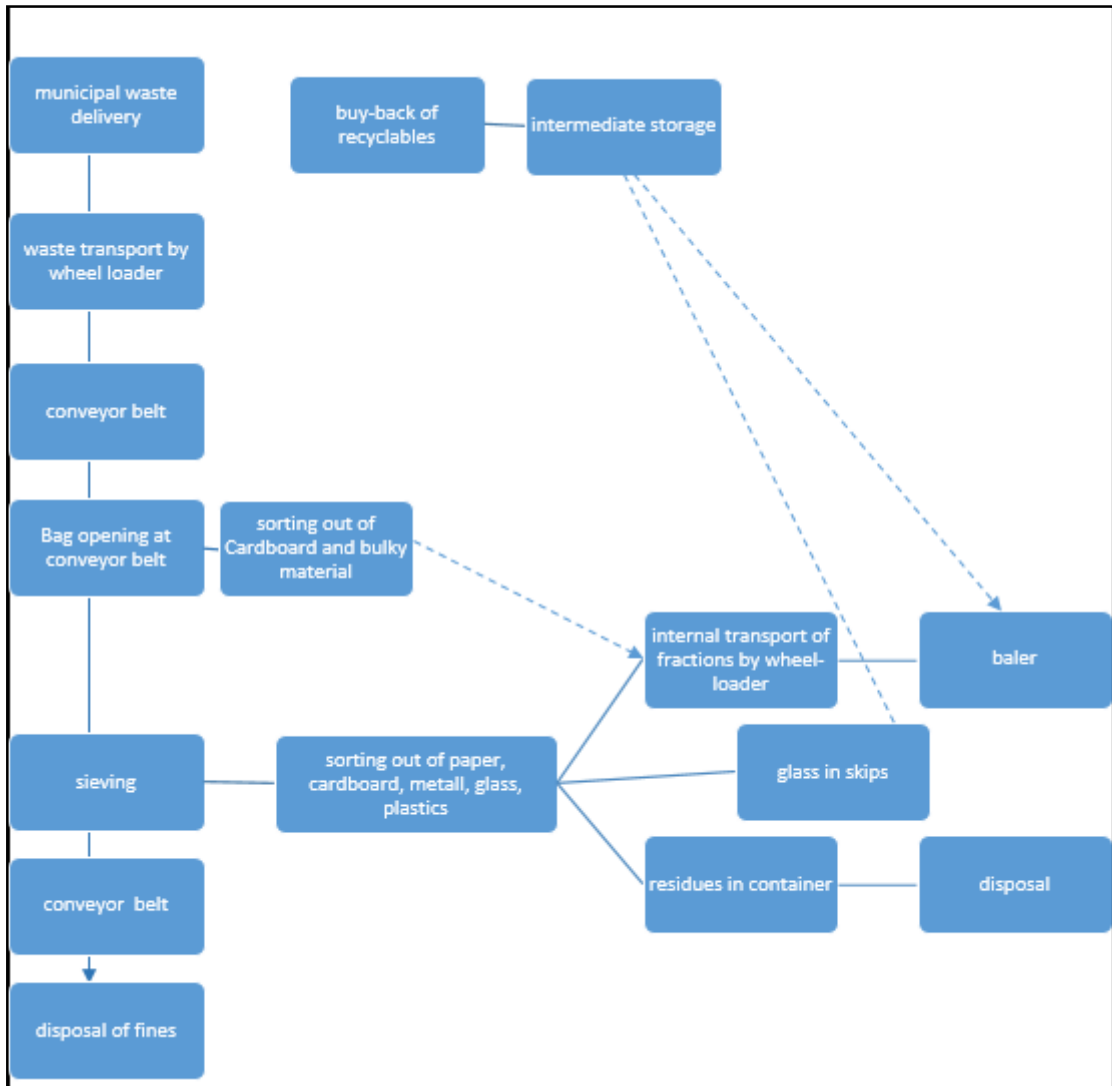 municipal waste
delivery
buy-back of
recyclables
intermediate storage
waste transport by
wheel loader
conveyor belt
Bag opening at
conveyor belt
sorting out of
Cardboard and bulky
material
internal transport of
fractions by wheel-
loader
baler
sieving
sorting out of paper,
cardboard, metall, glass,
plastics
glass in skips
residues in container
disposal
conveyor belt
disposal of fines